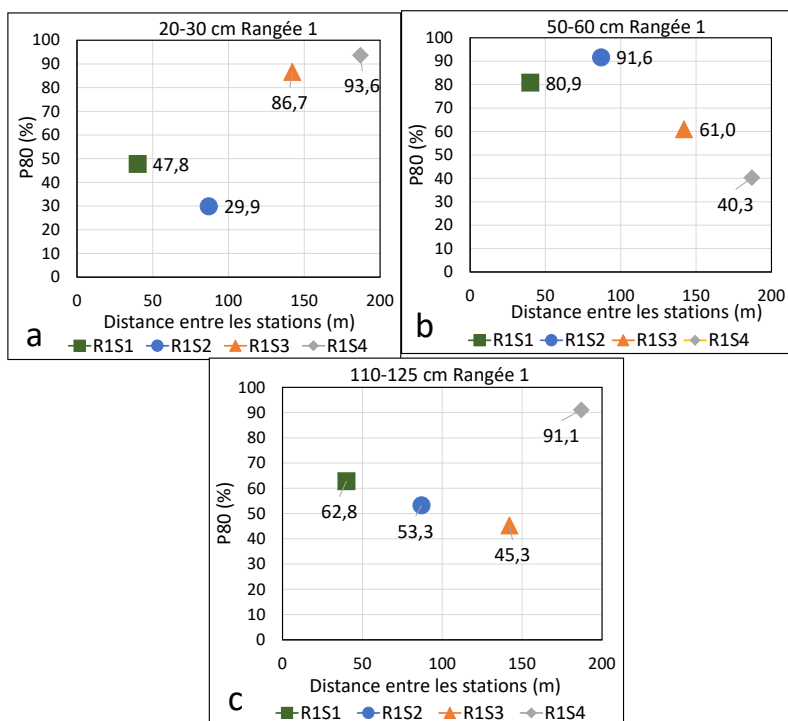 20-30 cm Rangée 1
100
90
80
70
60
50
40
30
20
10
0
P80 (%)
47,8
29,9
86,7
93,6
0 50 100 150 200
Distance entre les stations (m)
a
R1S1 R1S2 R1S3 R1S4
50-60 cm Rangée 1
100
90
80
70
60
50
40
30
20
10
0
P80 (%)
80,9
91,6
61,0
40,3
0 50 100 150 200
Distance entre les stations (m)
b
R1S1 R1S2 R1S3 R1S4
110-125 cm Rangée 1
100
90
80
70
60
50
40
30
20
10
0
P80 (%)
62,8
53,3
45,3
91,1
0 50 100 150 200
Distance entre les stations (m)
c
R1S1 R1S2 R1S3 R1S4